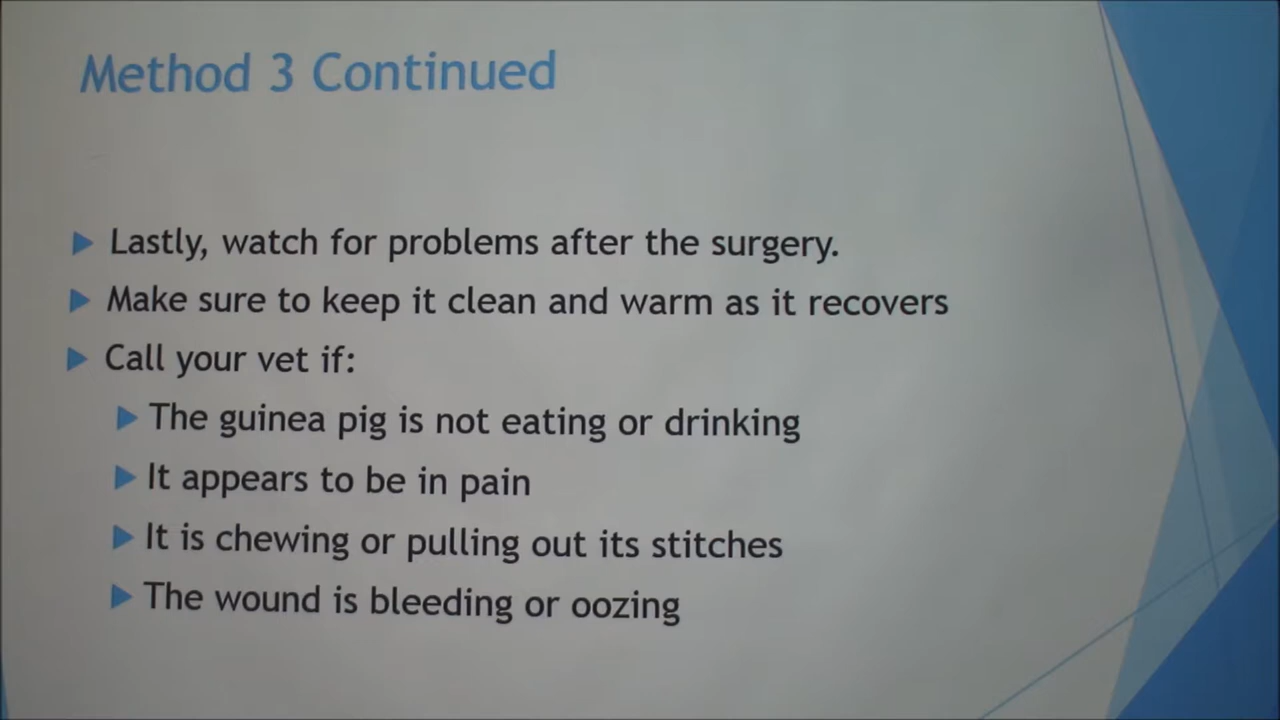 Method 3 Continued
Lastly, watch for problems after the surgery.
Make sure to keep it clean and warm as it recovers
Call your vet if:
The guinea pig is not eating or drinking
It appears to be in pain
It is chewing or pulling out its stitches
The wound is bleeding or oozing